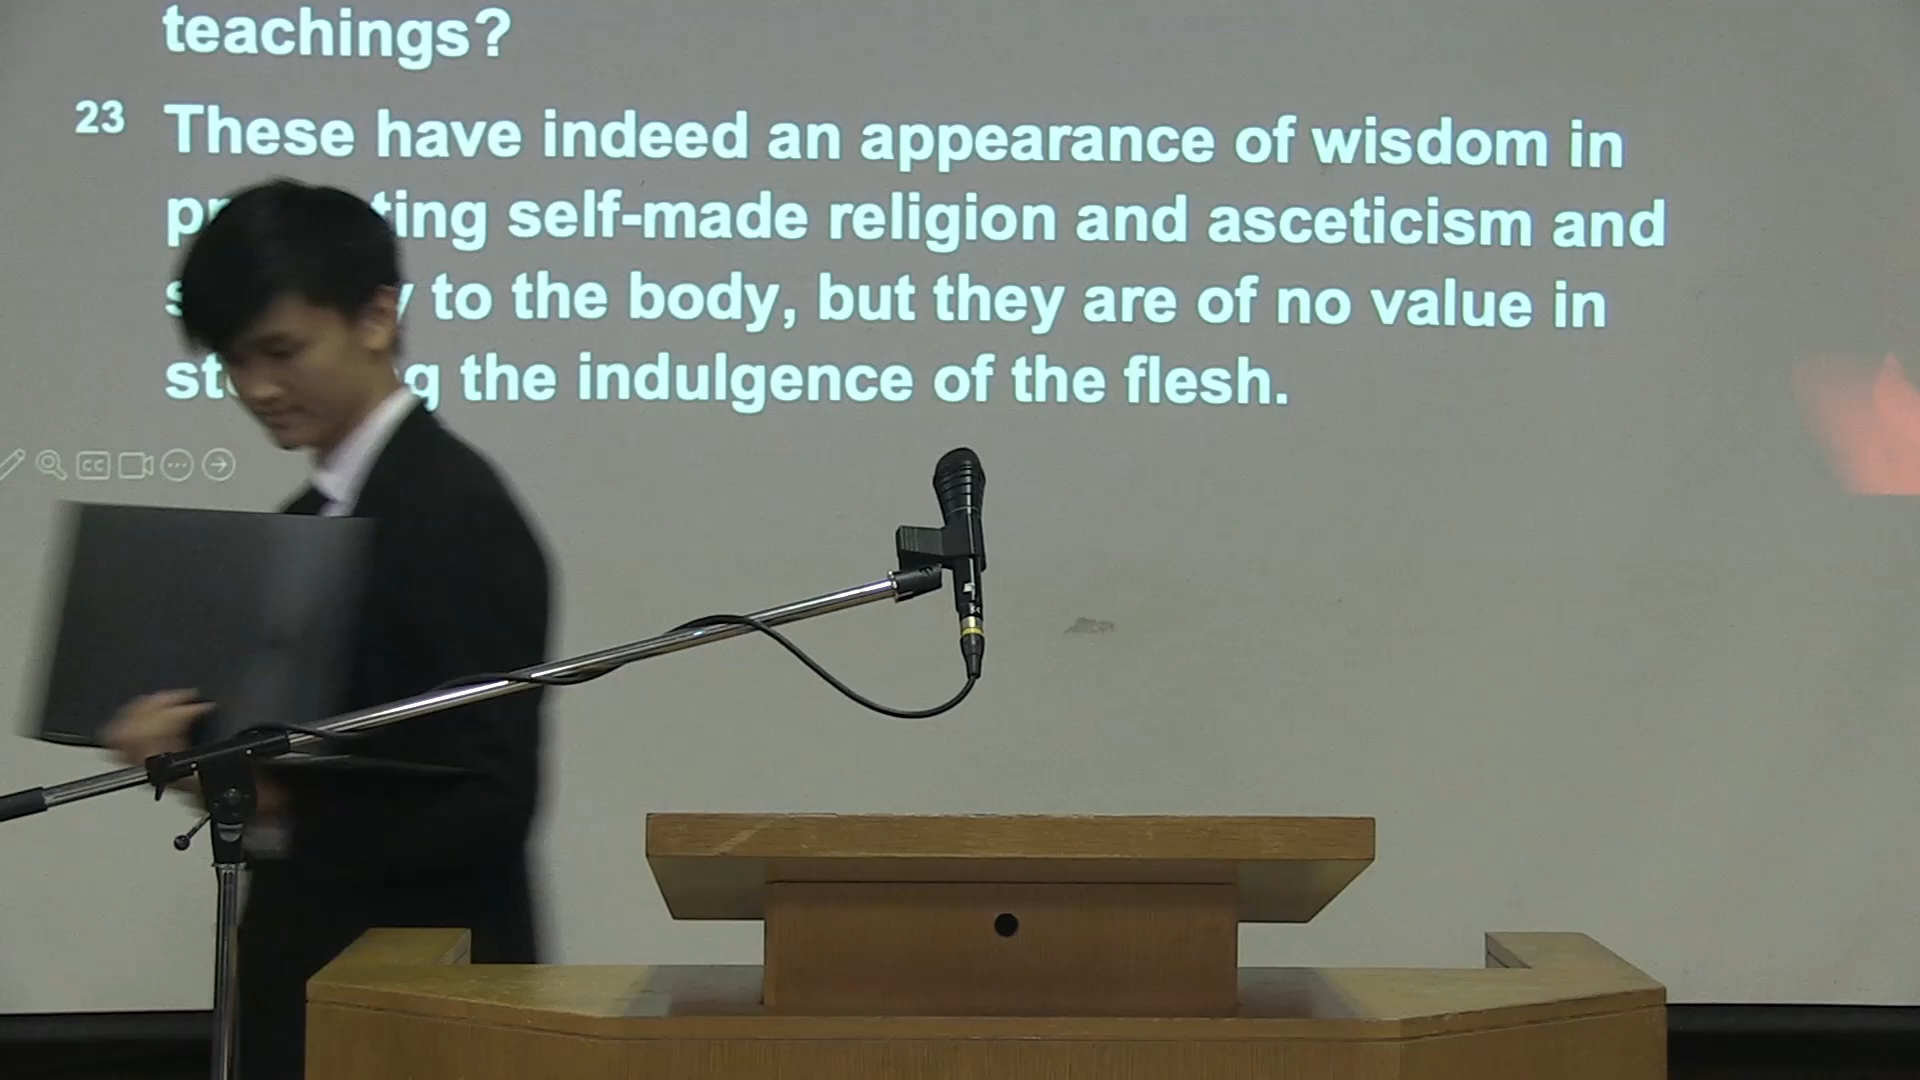 teachings?
23 These have indeed an appearance of wisdom in
self-made religion and asceticism and
to the body, but they are of no value in
the indulgence of the flesh.
CC